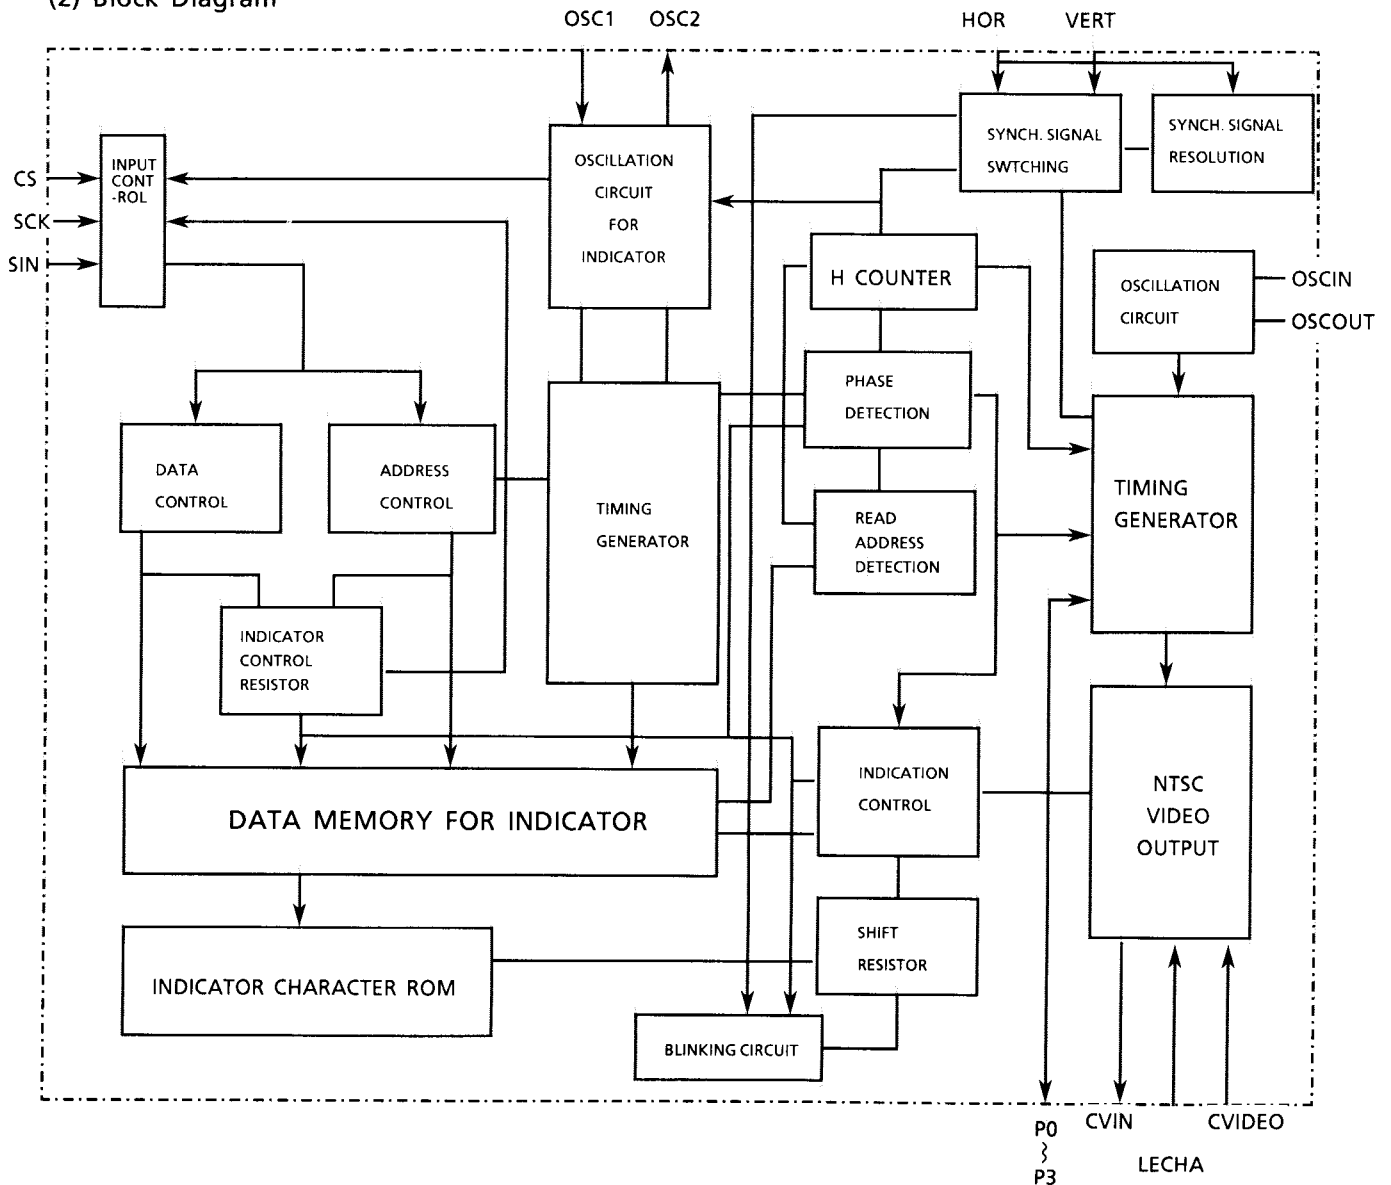 (2) Block Diagram
OSC1 OSC2 HOR VERT
INPUT
CONT
-ROL
CS
SCK
SIN
OSCILLATION
CIRCUIT
FOR
INDICATOR
SYNCH. SIGNAL
SWTCHING
SYNCH. SIGNAL
RESOLUTION
H COUNTER
OSCILLATION
CIRCUIT
OSCIN
OSCOUT
PHASE
DETECTION
DATA
CONTROL
ADDRESS
CONTROL
TIMING
GENERATOR
READ
ADDRESS
DETECTION
TIMING
GENERATOR
INDICATOR
CONTROL
RESISTOR
DATA MEMORY FOR INDICATOR
INDICATION
CONTROL
NTSC
VIDEO
OUTPUT
INDICATOR CHARACTER ROM
SHIFT
RESISTOR
BLINKING CIRCUIT
P0
~
P3
CVIN
LECHA
CVIDEO